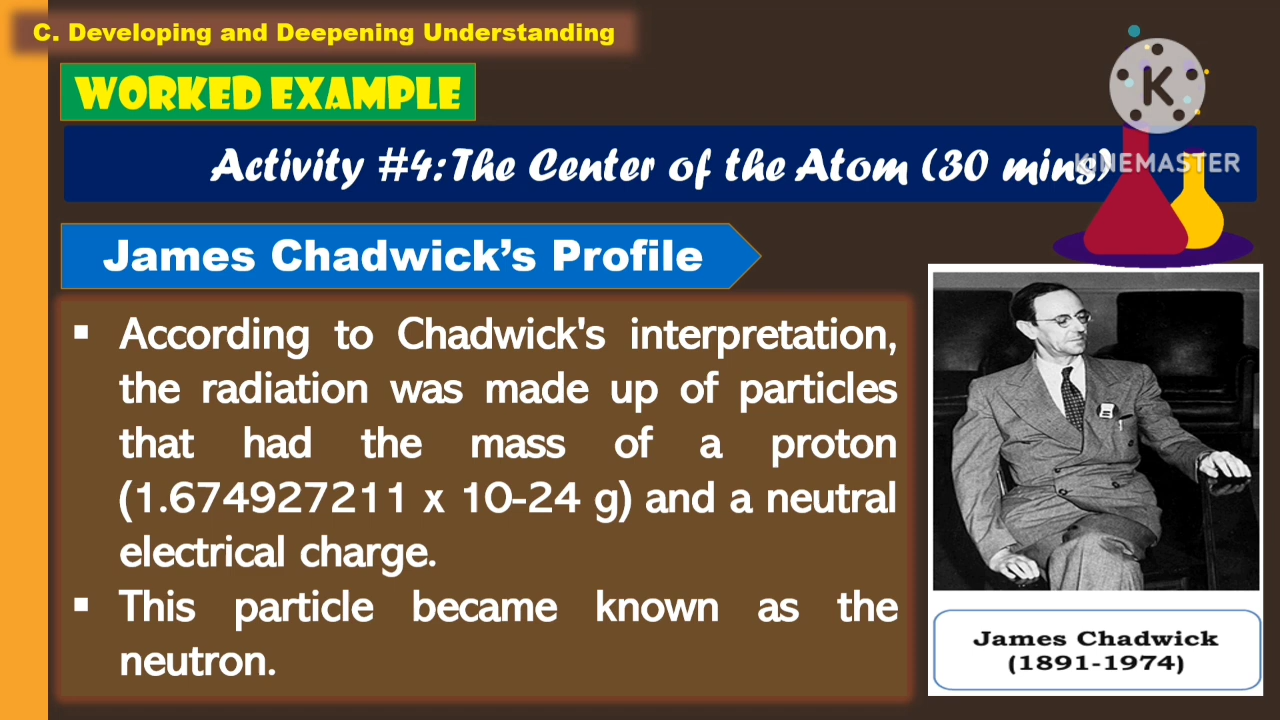 C. Developing and Deepening Understanding
WORKED EXAMPLE
Activity #4: The Center of the Atom (30 mins)
K
KINEMASTER
James Chadwick’s Profile
▪ According to Chadwick's interpretation,
the radiation was made up of particles
that had the mass of a proton
(1.674927211 x 10-24 g) and a neutral
electrical charge.
▪ This particle became known as the
neutron.
James Chadwick
(1891-1974)